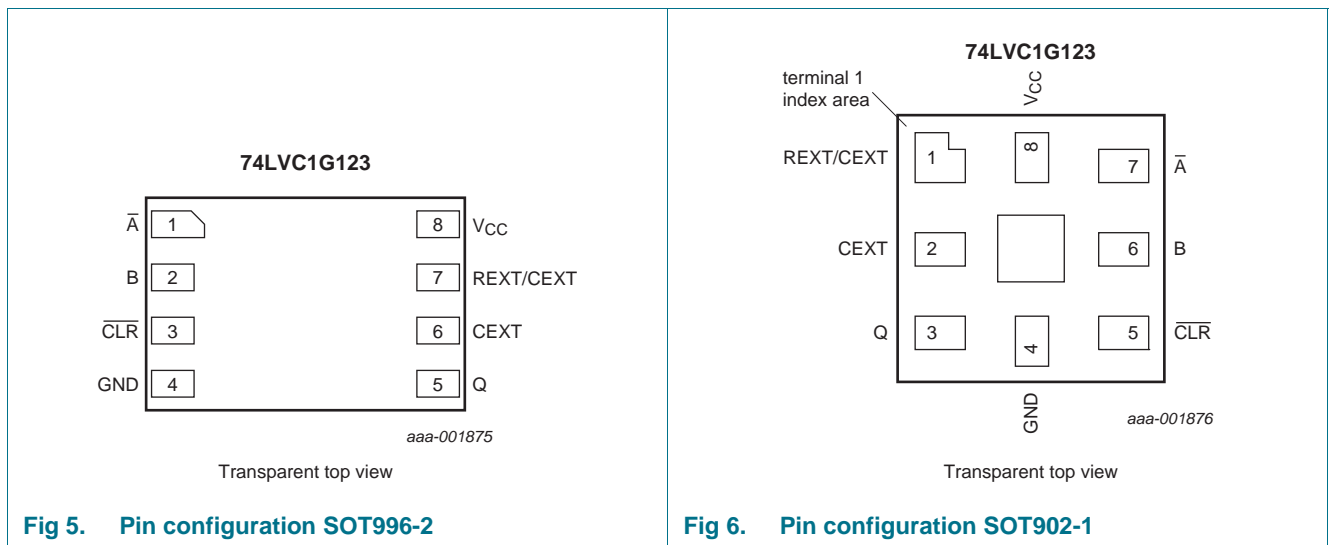 74LVC1G123
A̅ 1 8 VCC
B 2 7 REXT/CEXT
C̅L̅R̅ 3 6 CEXT
GND 4 5 Q
aaa-001875
Transparent top view
Fig 5. Pin configuration SOT996-2
74LVC1G123
terminal 1
index area
VCC
REXT/CEXT 1 8 7 A̅
CEXT 2 6 B
Q 3 4 5 C̅L̅R̅
GND
aaa-001876
Transparent top view
Fig 6. Pin configuration SOT902-1